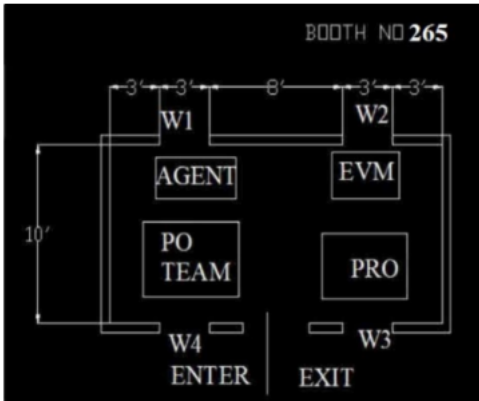 BOOTH NO 265
3' 3' 8' 3' 3'
W1 W2
AGENT EVM
10'
PO
TEAM PRO
W4 W3
ENTER EXIT